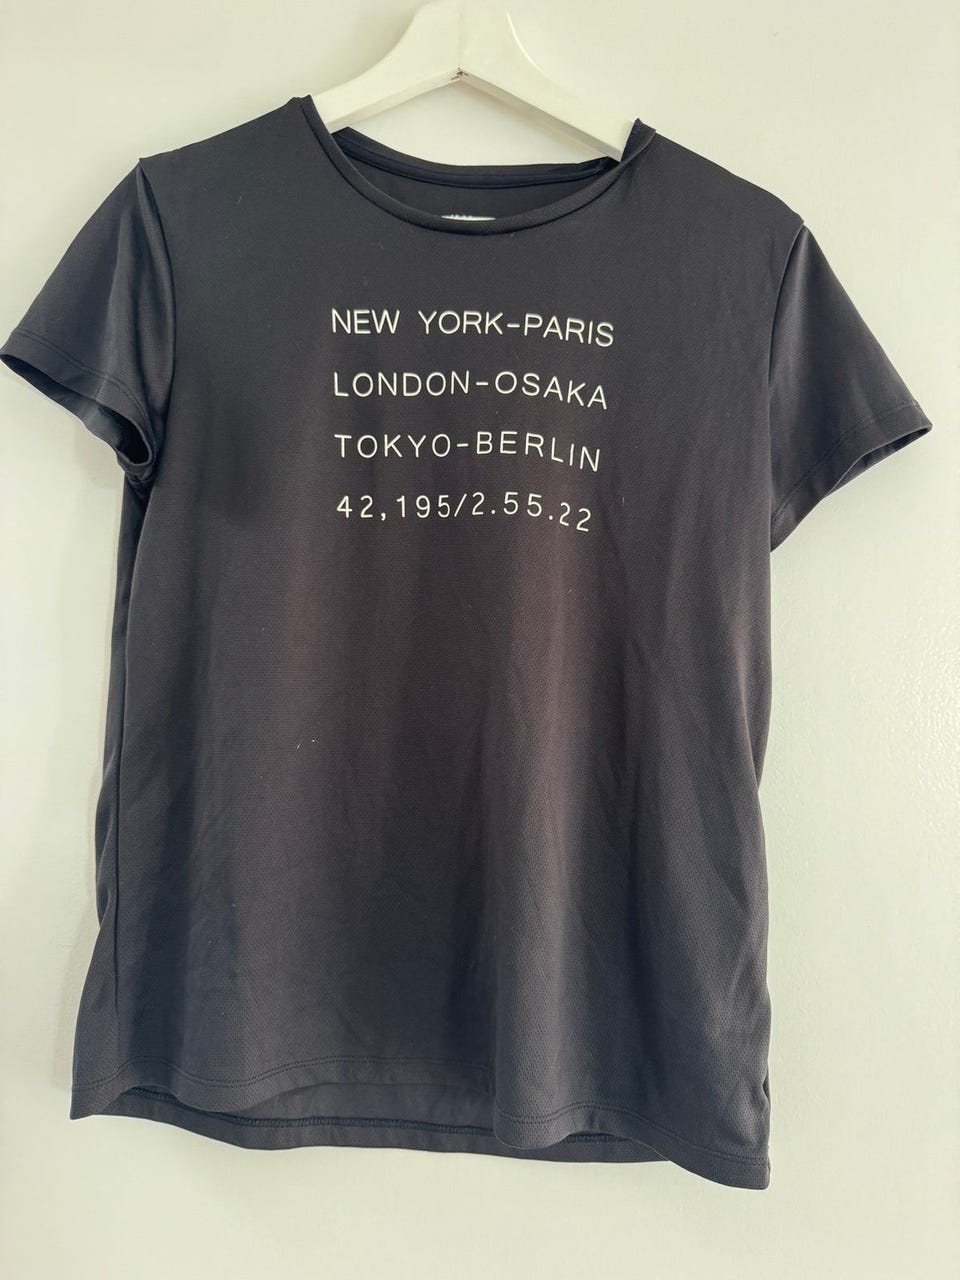 NEW YORK-PARIS
LONDON-OSAKA
TOKYO-BERLIN
42,195/2.55.22